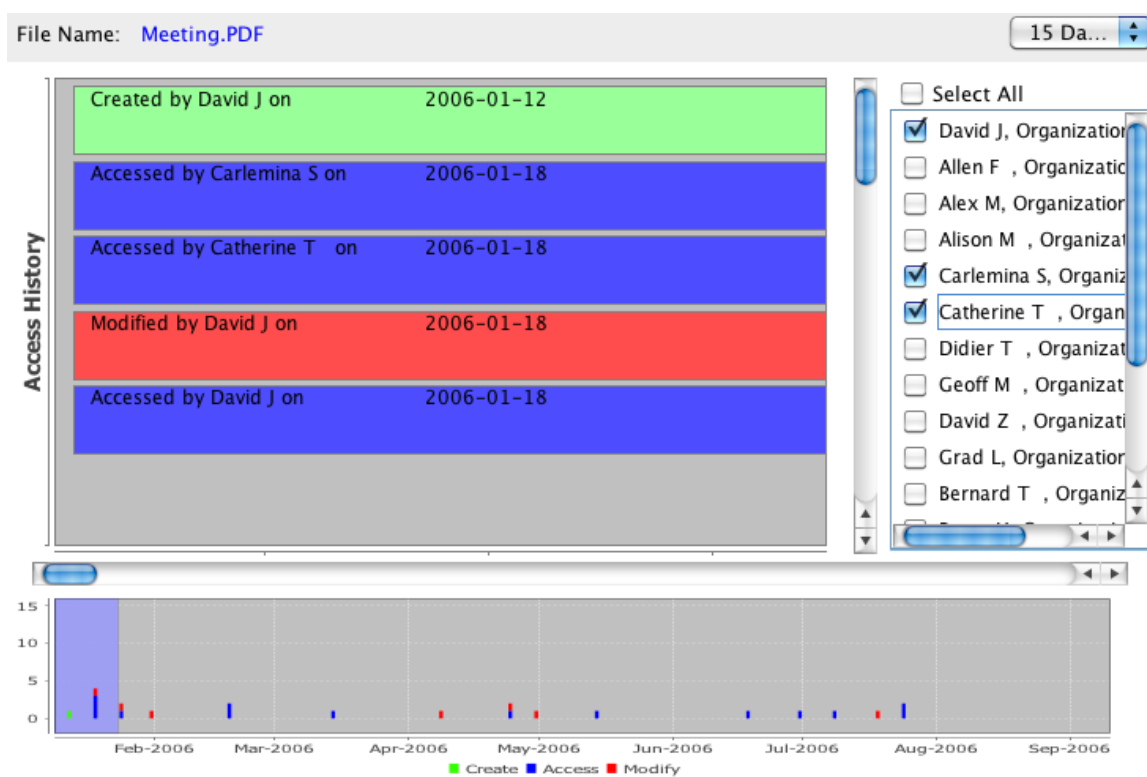 File Name: Meeting.PDF
15 Da...
Access History
Created by David J on 2006-01-12
Accessed by Carlemina S on 2006-01-18
Accessed by Catherine T on 2006-01-18
Modified by David J on 2006-01-18
Accessed by David J on 2006-01-18
Select All
David J, Organization
Allen F , Organizatio
Alex M, Organization
Alison M , Organizat
Carlemina S, Organiz
Catherine T , Organ
Didier T , Organizat
Geoff M , Organizat
David Z , Organizati
Grad L, Organization
Bernard T , Organiz
15
10
5
0
Feb-2006 Mar-2006 Apr-2006 May-2006 Jun-2006 Jul-2006 Aug-2006 Sep-2006
Create Access Modify